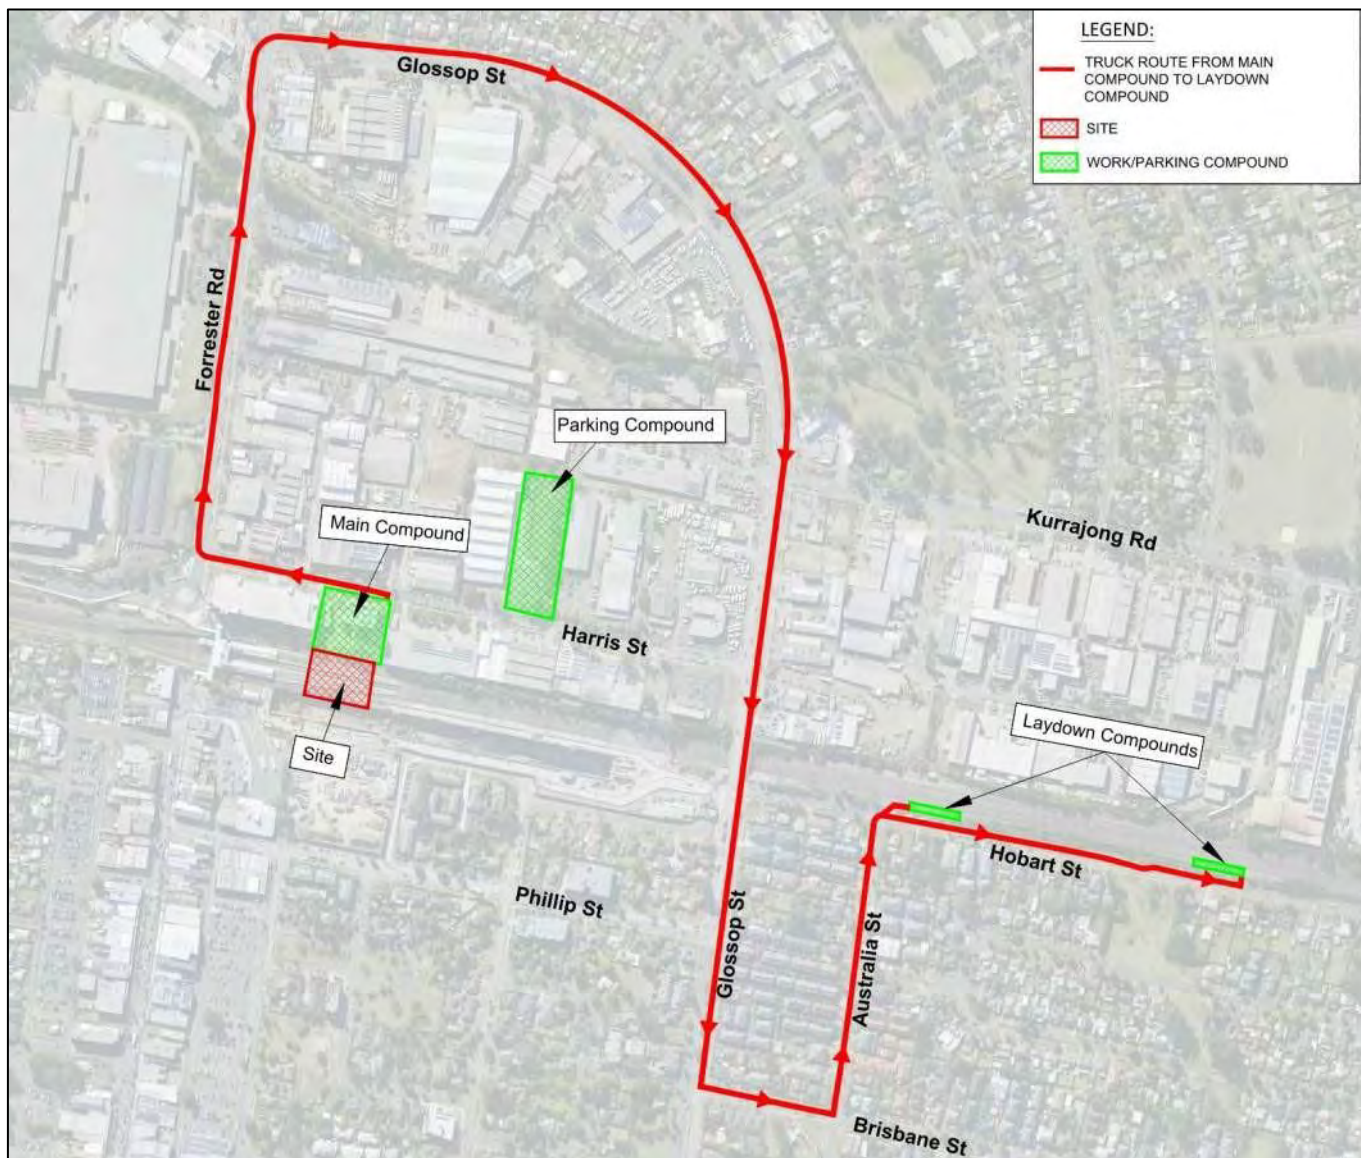 LEGEND:
TRUCK ROUTE FROM MAIN
COMPOUND TO LAYDOWN
COMPOUND
SITE
WORK/PARKING COMPOUND
Glossop St
Forrester Rd
Parking Compound
Main Compound
Kurrajong Rd
Harris St
Site
Laydown Compounds
Hobart St
Phillip St
Glossop St
Australia St
Brisbane St